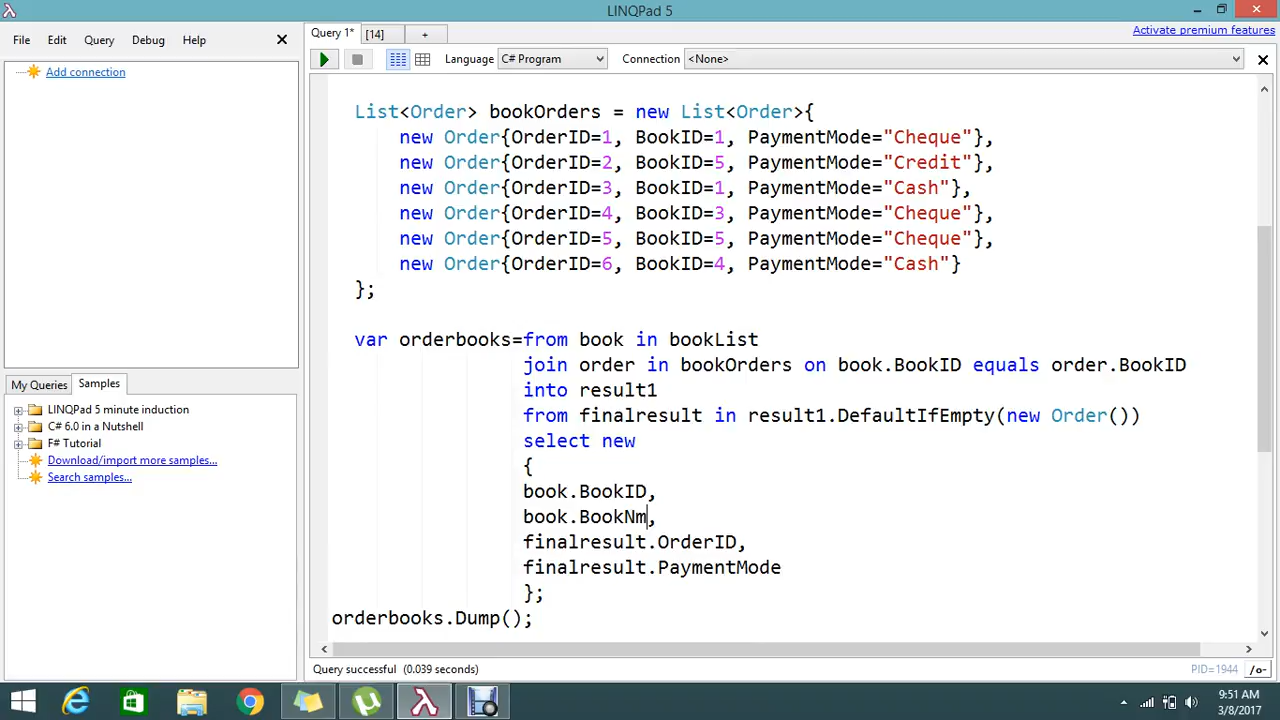 LINQPad 5
File Edit Query Debug Help
Query 1* [14] +
Activate premium features
Language C# Program Connection <None>
Add connection
List<Order> bookOrders = new List<Order>{
new Order{OrderID=1, BookID=1, PaymentMode="Cheque"},
new Order{OrderID=2, BookID=5, PaymentMode="Credit"},
new Order{OrderID=3, BookID=1, PaymentMode="Cash"},
new Order{OrderID=4, BookID=3, PaymentMode="Cheque"},
new Order{OrderID=5, BookID=5, PaymentMode="Cheque"},
new Order{OrderID=6, BookID=4, PaymentMode="Cash"}
};
var orderbooks=from book in bookList
join order in bookOrders on book.BookID equals order.BookID
into result1
from finalresult in result1.DefaultIfEmpty(new Order())
select new
{
book.BookID,
book.BookNm,
finalresult.OrderID,
finalresult.PaymentMode
};
orderbooks.Dump();
My Queries Samples
LINQPad 5 minute induction
C# 6.0 in a Nutshell
F# Tutorial
Download/import more samples...
Search samples...
Query successful (0.039 seconds)
PID=1944 /o-
9:51 AM
3/8/2017